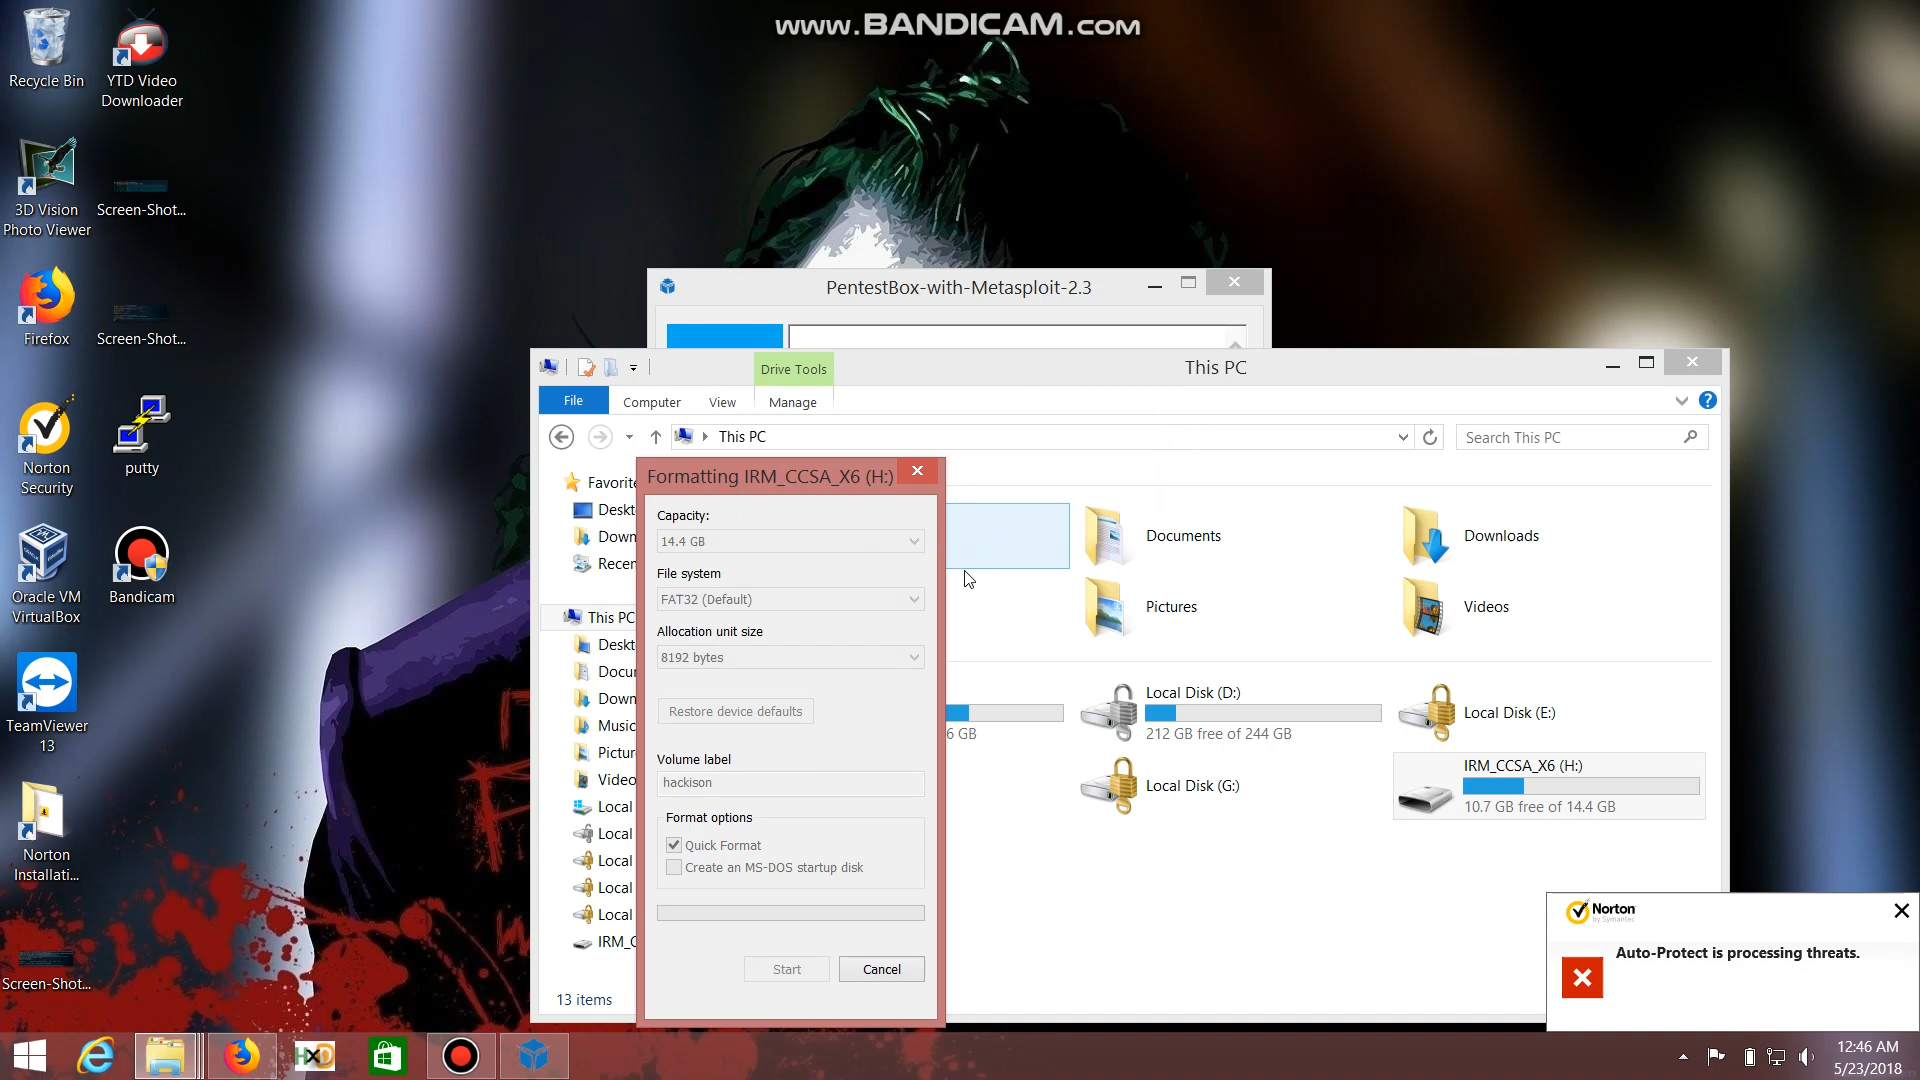 www.BANDICAM.com
Recycle Bin
YTD Video
Downloader
3D Vision
Photo Viewer
Screen-Shot...
Firefox
Screen-Shot...
Norton
Security
putty
Oracle VM
VirtualBox
Bandicam
TeamViewer
13
Norton
Installati...
Screen-Shot...
PentestBox-with-Metasploit-2.3
Drive Tools
This PC
File
Computer
View
Manage
This PC
Search This PC
Favorite
Deskt
Down
Recen
This PC
Deskt
Docu
Down
Music
Pictur
Video
Local
Local
Local
Local
Local
IRM_C
13 items
Formatting IRM_CCSA_X6 (H:)
Capacity:
14.4 GB
File system
FAT32 (Default)
Allocation unit size
8192 bytes
Restore device defaults
Volume label
hackison
Format options
Quick Format
Create an MS-DOS startup disk
Start
Cancel
Documents
Downloads
Pictures
Videos
6 GB
Local Disk (D:)
212 GB free of 244 GB
Local Disk (E:)
Local Disk (G:)
IRM_CCSA_X6 (H:)
10.7 GB free of 14.4 GB
Norton
by Symantec
Auto-Protect is processing threats.
HXD
12:46 AM
5/23/2018